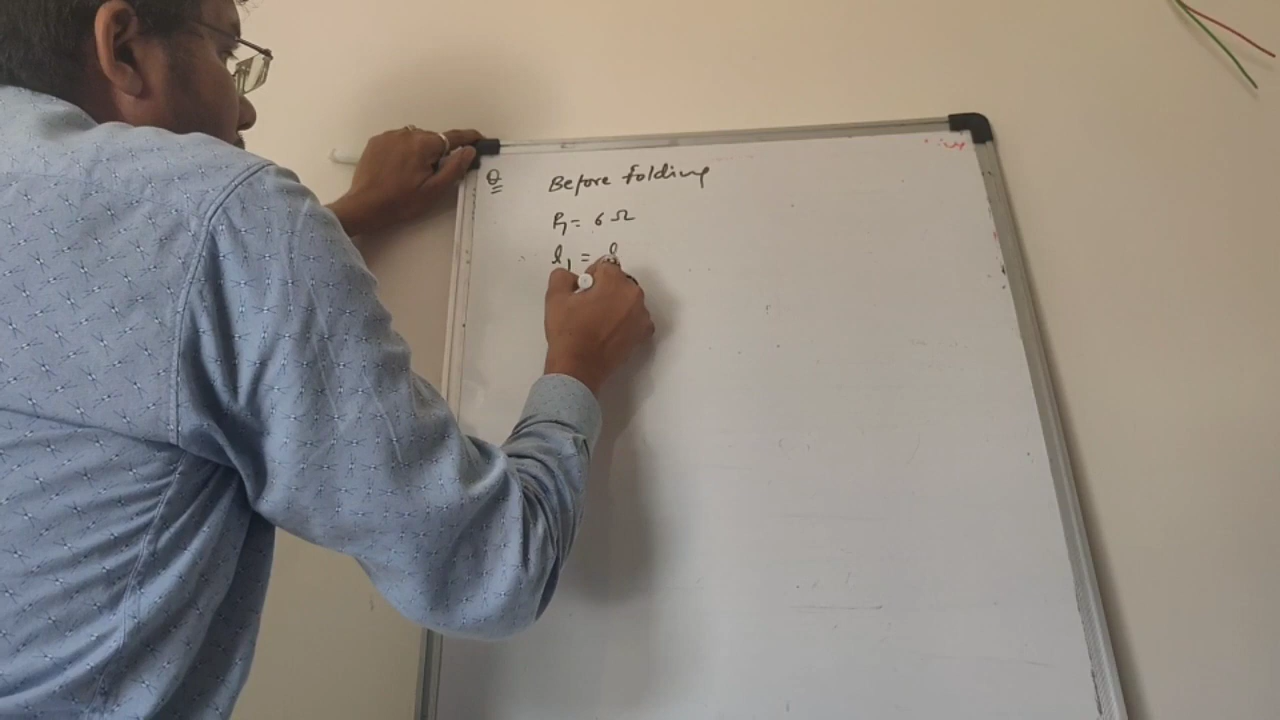 Q Before folding
R₁ = 6 Ω
l₁ = l